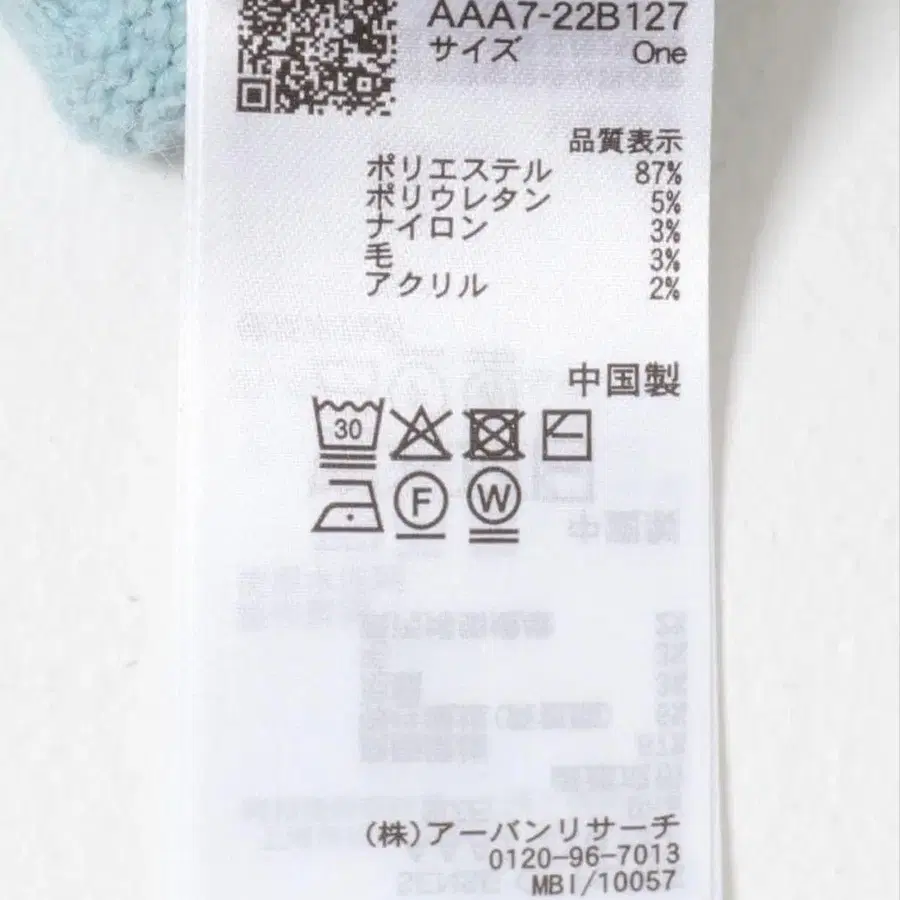 AAA7-22B127
サイズ One
品質表示
ポリエステル 87%
ポリウレタン 5%
ナイロン 3%
毛 3%
アクリル 2%
中国製
30
F W
(株)アーバンリサーチ
0120-96-7013
MBI/10057